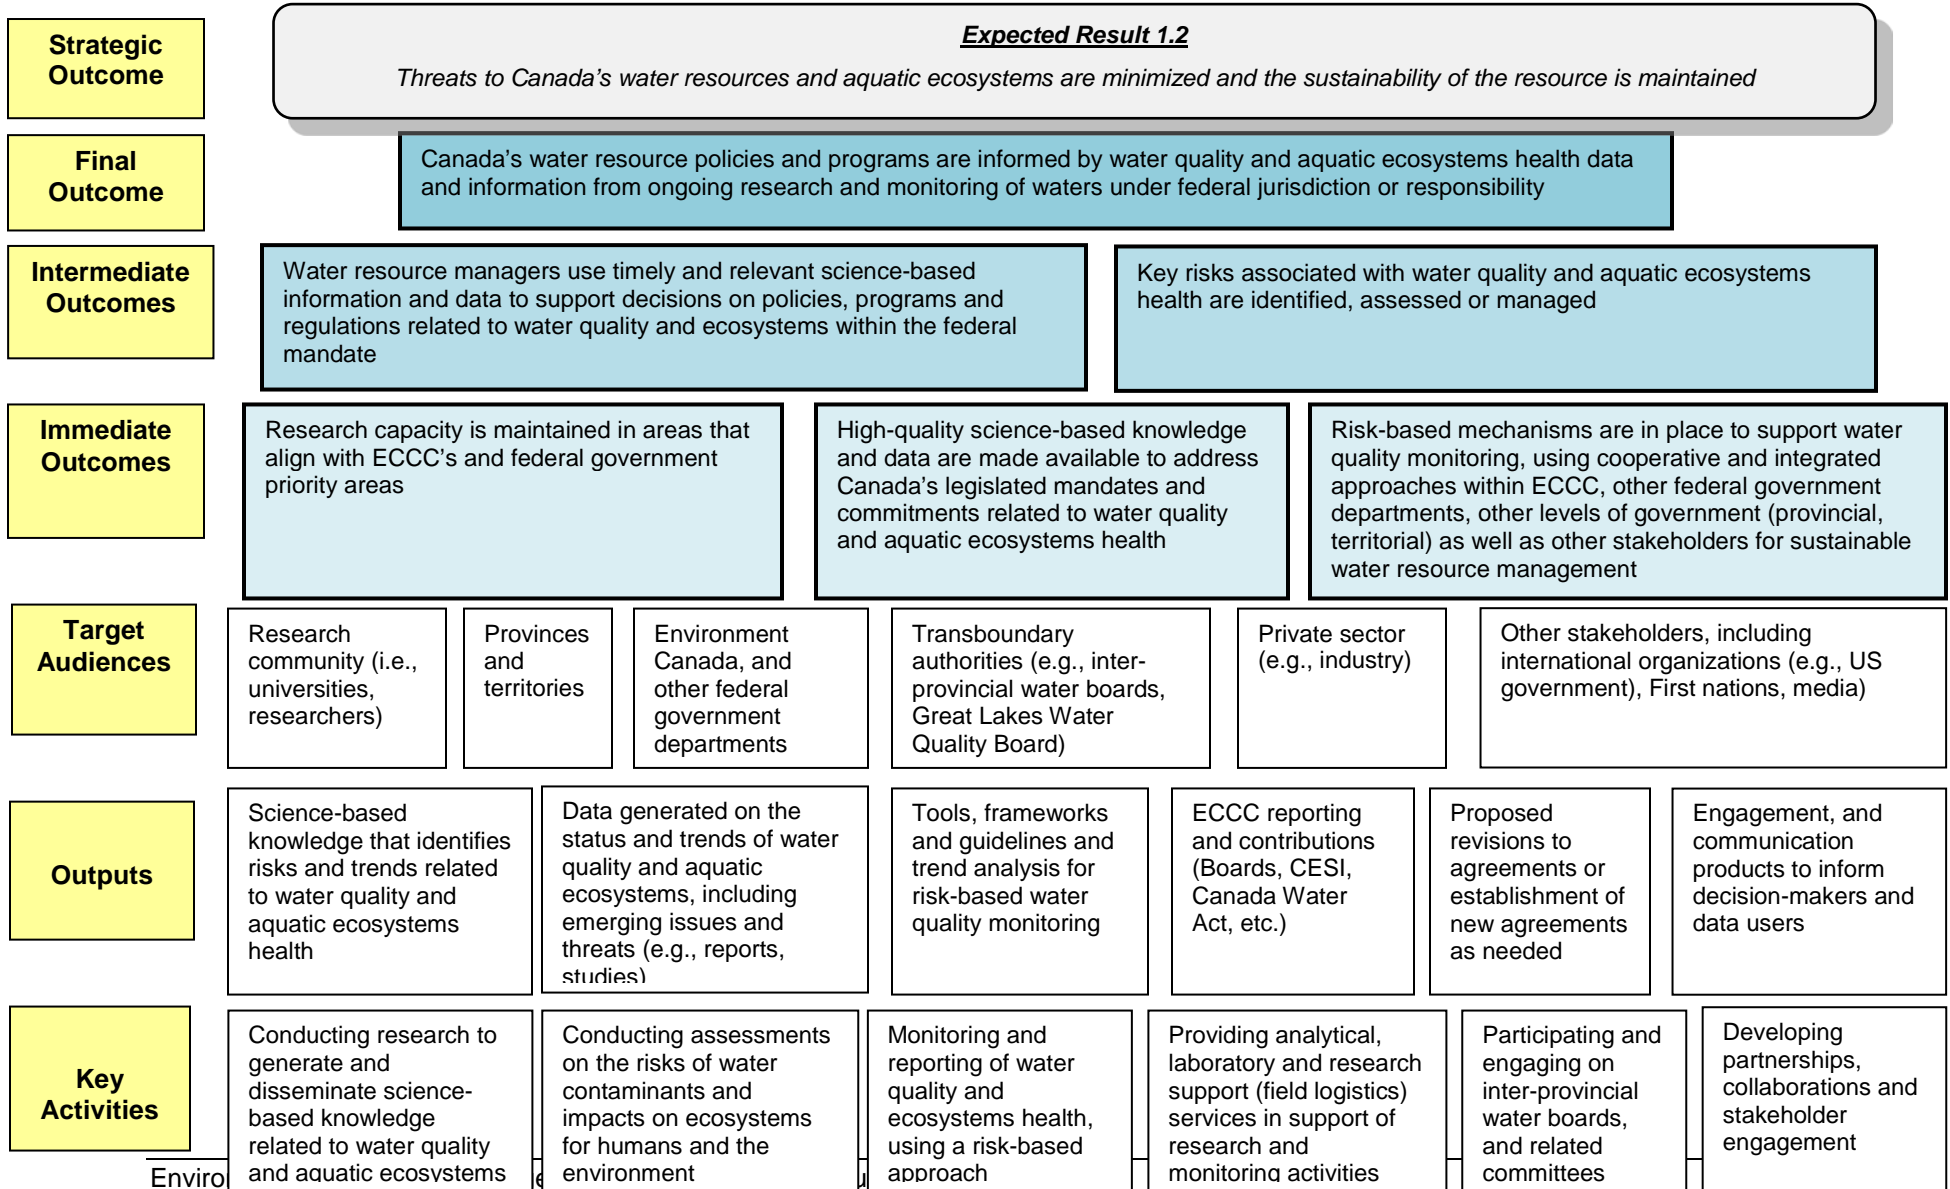 Strategic
Outcome
Expected Result 1.2
Threats to Canada’s water resources and aquatic ecosystems are minimized and the sustainability of the resource is maintained
Final
Outcome
Canada’s water resource policies and programs are informed by water quality and aquatic ecosystems health data
and information from ongoing research and monitoring of waters under federal jurisdiction or responsibility
Intermediate
Outcomes
Water resource managers use timely and relevant science-based
information and data to support decisions on policies, programs and
regulations related to water quality and ecosystems within the federal
mandate
Key risks associated with water quality and aquatic ecosystems
health are identified, assessed or managed
Immediate
Outcomes
Research capacity is maintained in areas that
align with ECCC’s and federal government
priority areas
High-quality science-based knowledge
and data are made available to address
Canada’s legislated mandates and
commitments related to water quality
and aquatic ecosystems health
Risk-based mechanisms are in place to support water
quality monitoring, using cooperative and integrated
approaches within ECCC, other federal government
departments, other levels of government (provincial,
territorial) as well as other stakeholders for sustainable
water resource management
Target
Audiences
Research
community (i.e.,
universities,
researchers)
Provinces
and
territories
Environment
Canada, and
other federal
government
departments
Transboundary
authorities (e.g., inter-
provincial water boards,
Great Lakes Water
Quality Board)
Private sector
(e.g., industry)
Other stakeholders, including
international organizations (e.g., US
government), First nations, media)
Outputs
Science-based
knowledge that identifies
risks and trends related
to water quality and
aquatic ecosystems
health
Data generated on the
status and trends of water
quality and aquatic
ecosystems, including
emerging issues and
threats (e.g., reports,
studies)
Tools, frameworks
and guidelines and
trend analysis for
risk-based water
quality monitoring
ECCC reporting
and contributions
(Boards, CESI,
Canada Water
Act, etc.)
Proposed
revisions to
agreements or
establishment of
new agreements
as needed
Engagement, and
communication
products to inform
decision-makers and
data users
Key
Activities
Conducting research to
generate and
disseminate science-
based knowledge
related to water quality
and aquatic ecosystems
Conducting assessments
on the risks of water
contaminants and
impacts on ecosystems
for humans and the
environment
Monitoring and
reporting of water
quality and
ecosystems health,
using a risk-based
approach
Providing analytical,
laboratory and research
support (field logistics)
services in support of
research and
monitoring activities
Participating and
engaging on
inter-provincial
water boards,
and related
committees
Developing
partnerships,
collaborations and
stakeholder
engagement